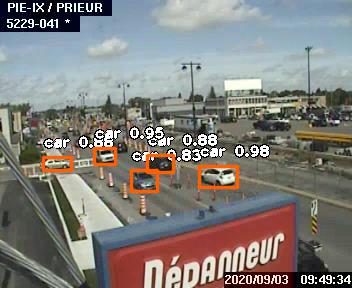 PIE-IX / PRIEUR
5229-041 *
car 0.95
car 0.88
car 0.88
car 0.83
car 0.98
Dépanneur
2020/09/03 09:49:34